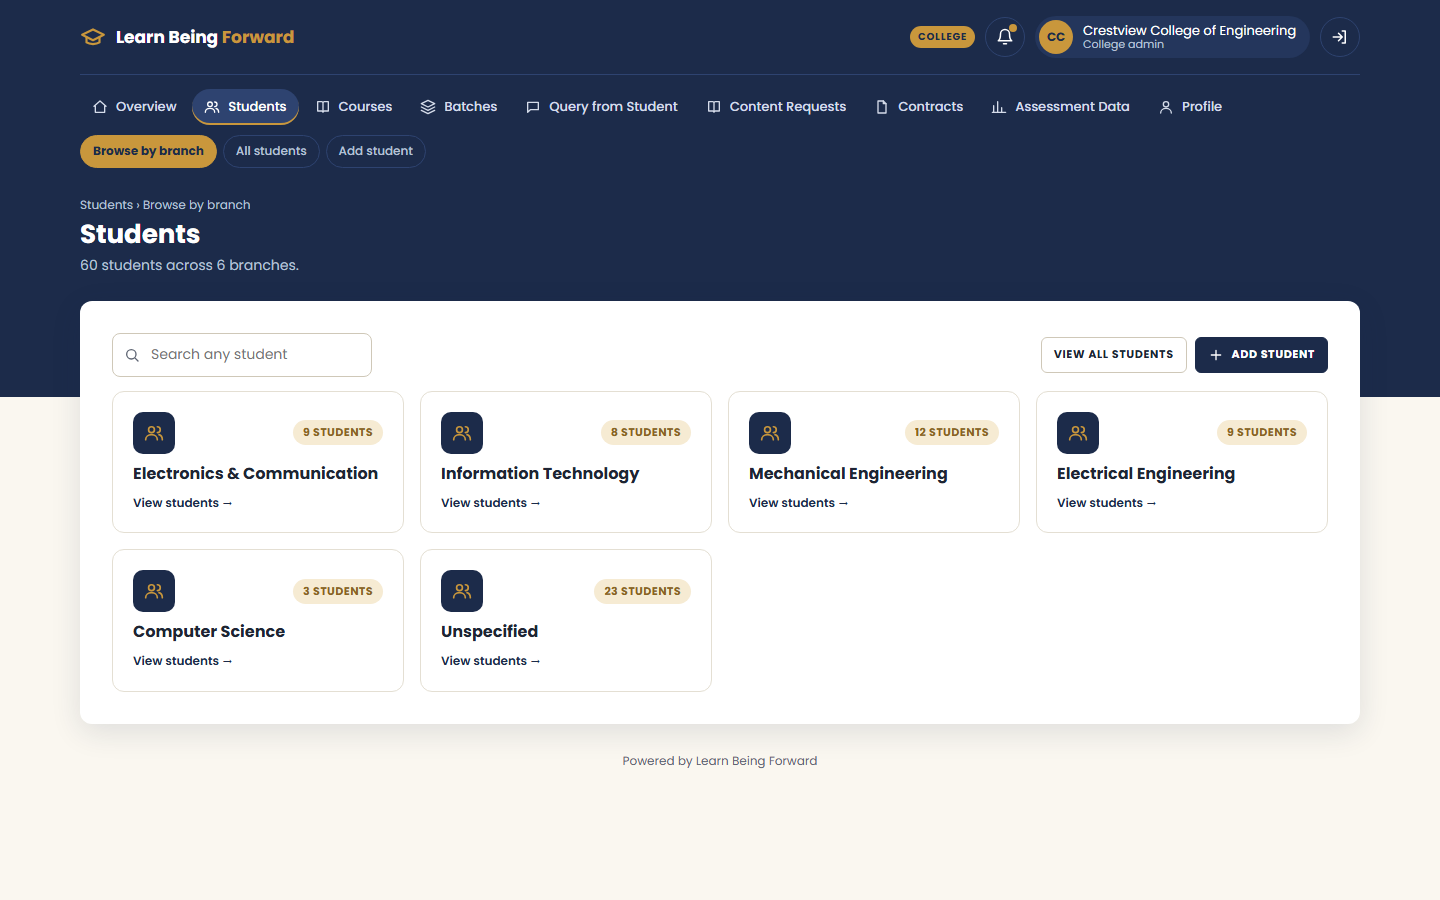 Learn Being Forward
COLLEGE
CC
Crestview College of Engineering
College admin
Overview
Students
Courses
Batches
Query from Student
Content Requests
Contracts
Assessment Data
Profile
Browse by branch
All students
Add student
Students › Browse by branch
Students
60 students across 6 branches.
Search any student
VIEW ALL STUDENTS
+ ADD STUDENT
9 STUDENTS
Electronics & Communication
View students →
8 STUDENTS
Information Technology
View students →
12 STUDENTS
Mechanical Engineering
View students →
9 STUDENTS
Electrical Engineering
View students →
3 STUDENTS
Computer Science
View students →
23 STUDENTS
Unspecified
View students →
Powered by Learn Being Forward